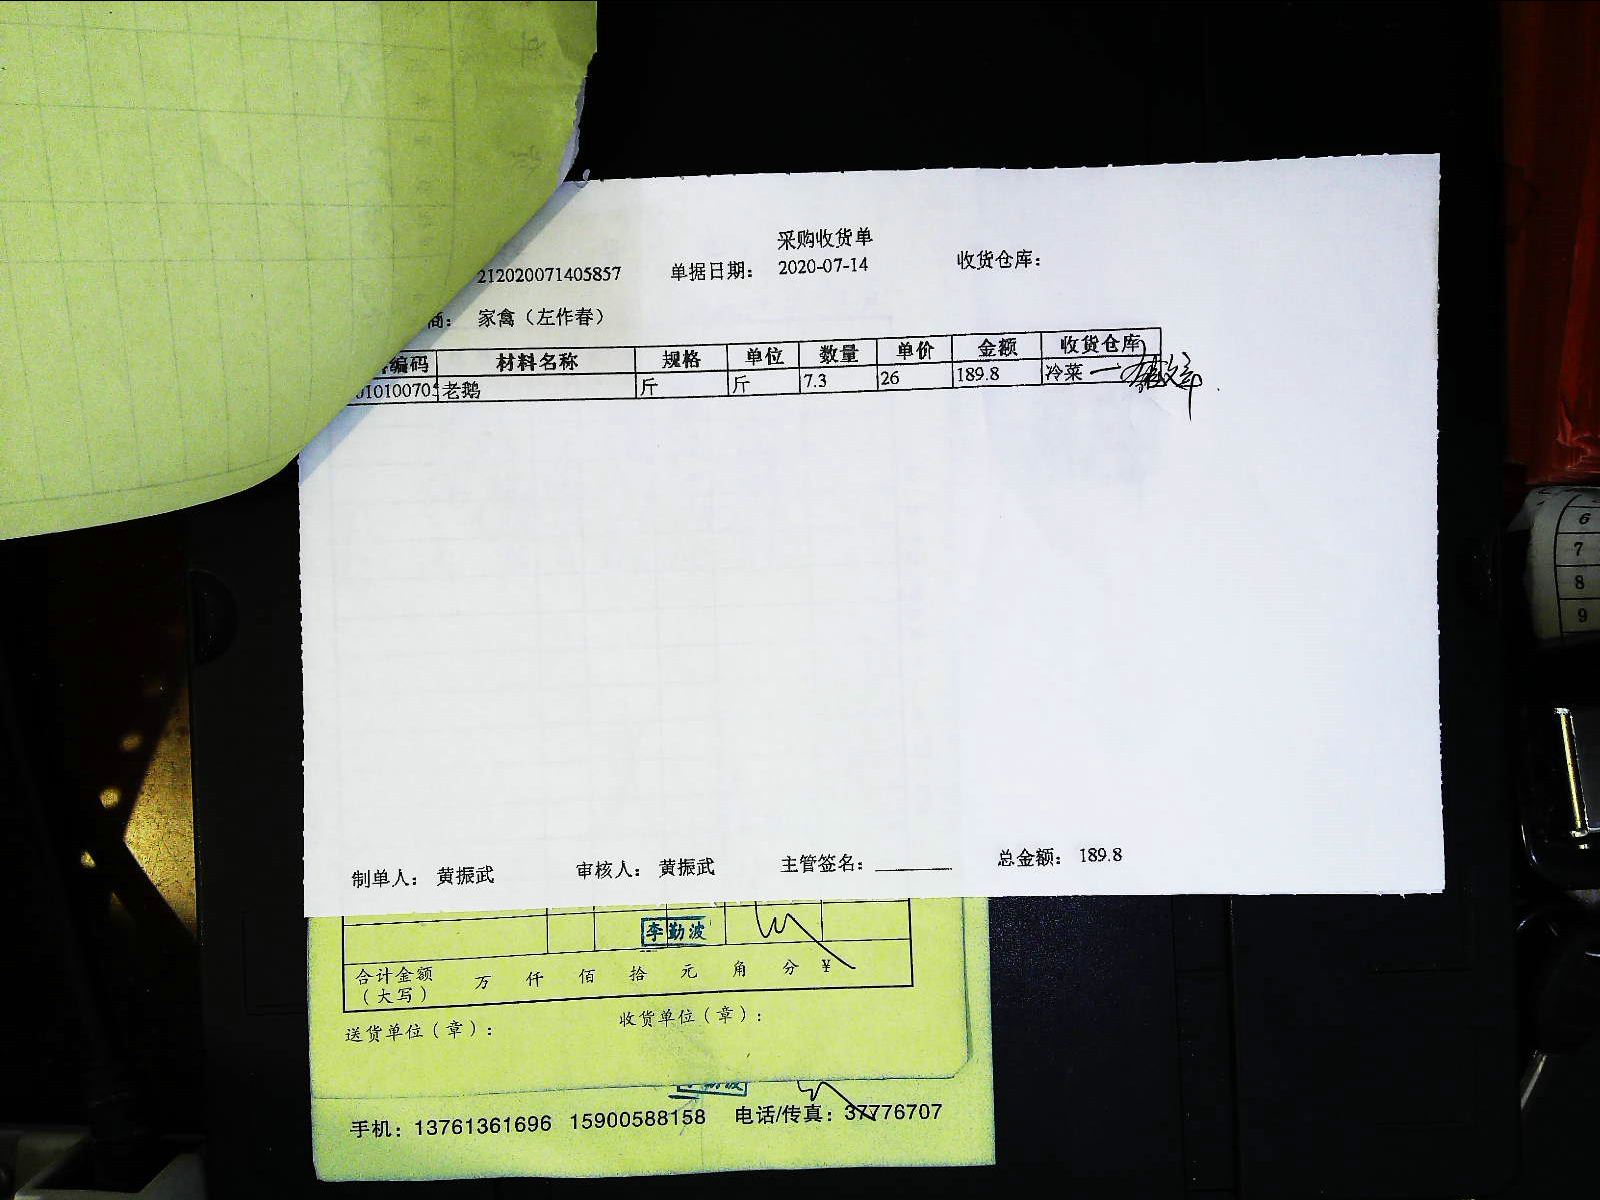 采购收货单
212020071405857 单据日期： 2020-07-14 收货仓库：
商： 家禽（左作春）
编码 材料名称 规格 单位 数量 单价 金额 收货仓库
010100705 老鹅 斤 斤 7.3 26 189.8 冷菜
制单人： 黄振武 审核人： 黄振武 主管签名： 总金额： 189.8
李勤波
合计金额（大写） 万 仟 佰 拾 元 角 分 ¥
送货单位（章）： 收货单位（章）：
手机：13761361696 15900588158 电话/传真：37776707
6
7
8
9